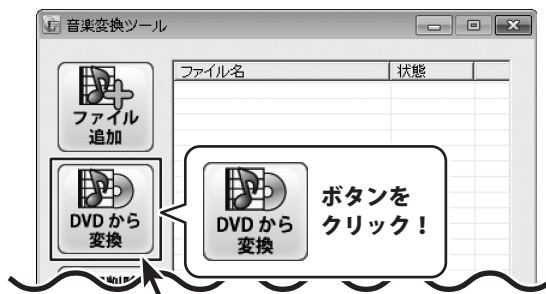 音楽変換ツール
ファイル名
状態
ファイル
追加
DVD から
変換
DVD から
変換
ボタンを
クリック！